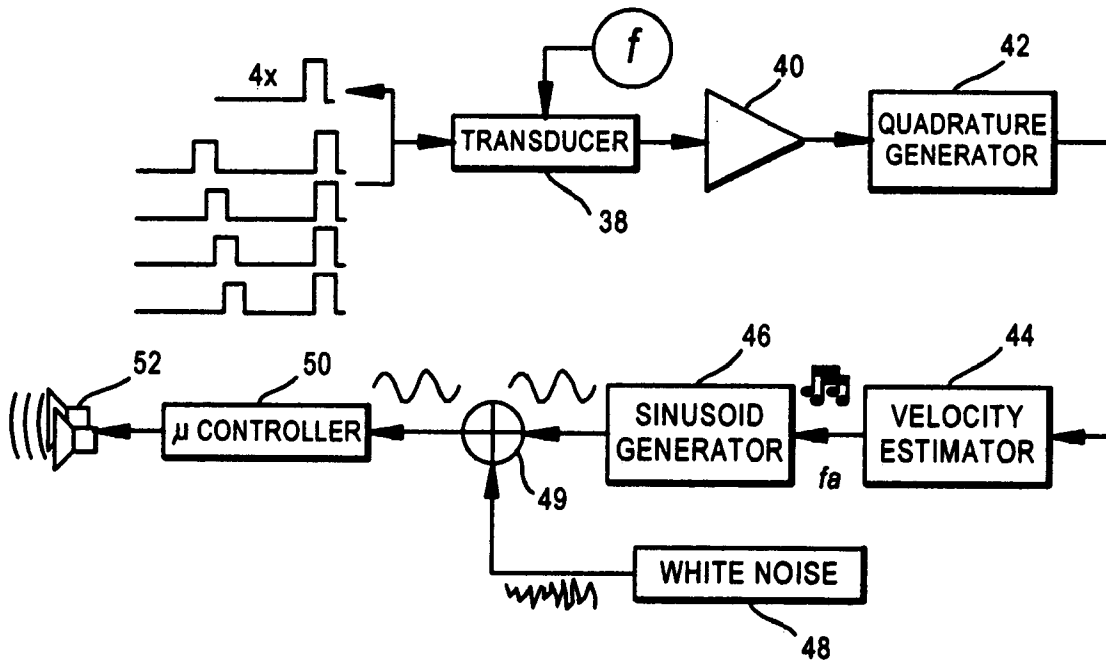 f
4x
40
42
TRANSDUCER
QUADRATURE
GENERATOR
38
52
50
46
44
μ CONTROLLER
SINUSOID
GENERATOR
VELOCITY
ESTIMATOR
49
fa
WHITE NOISE
48